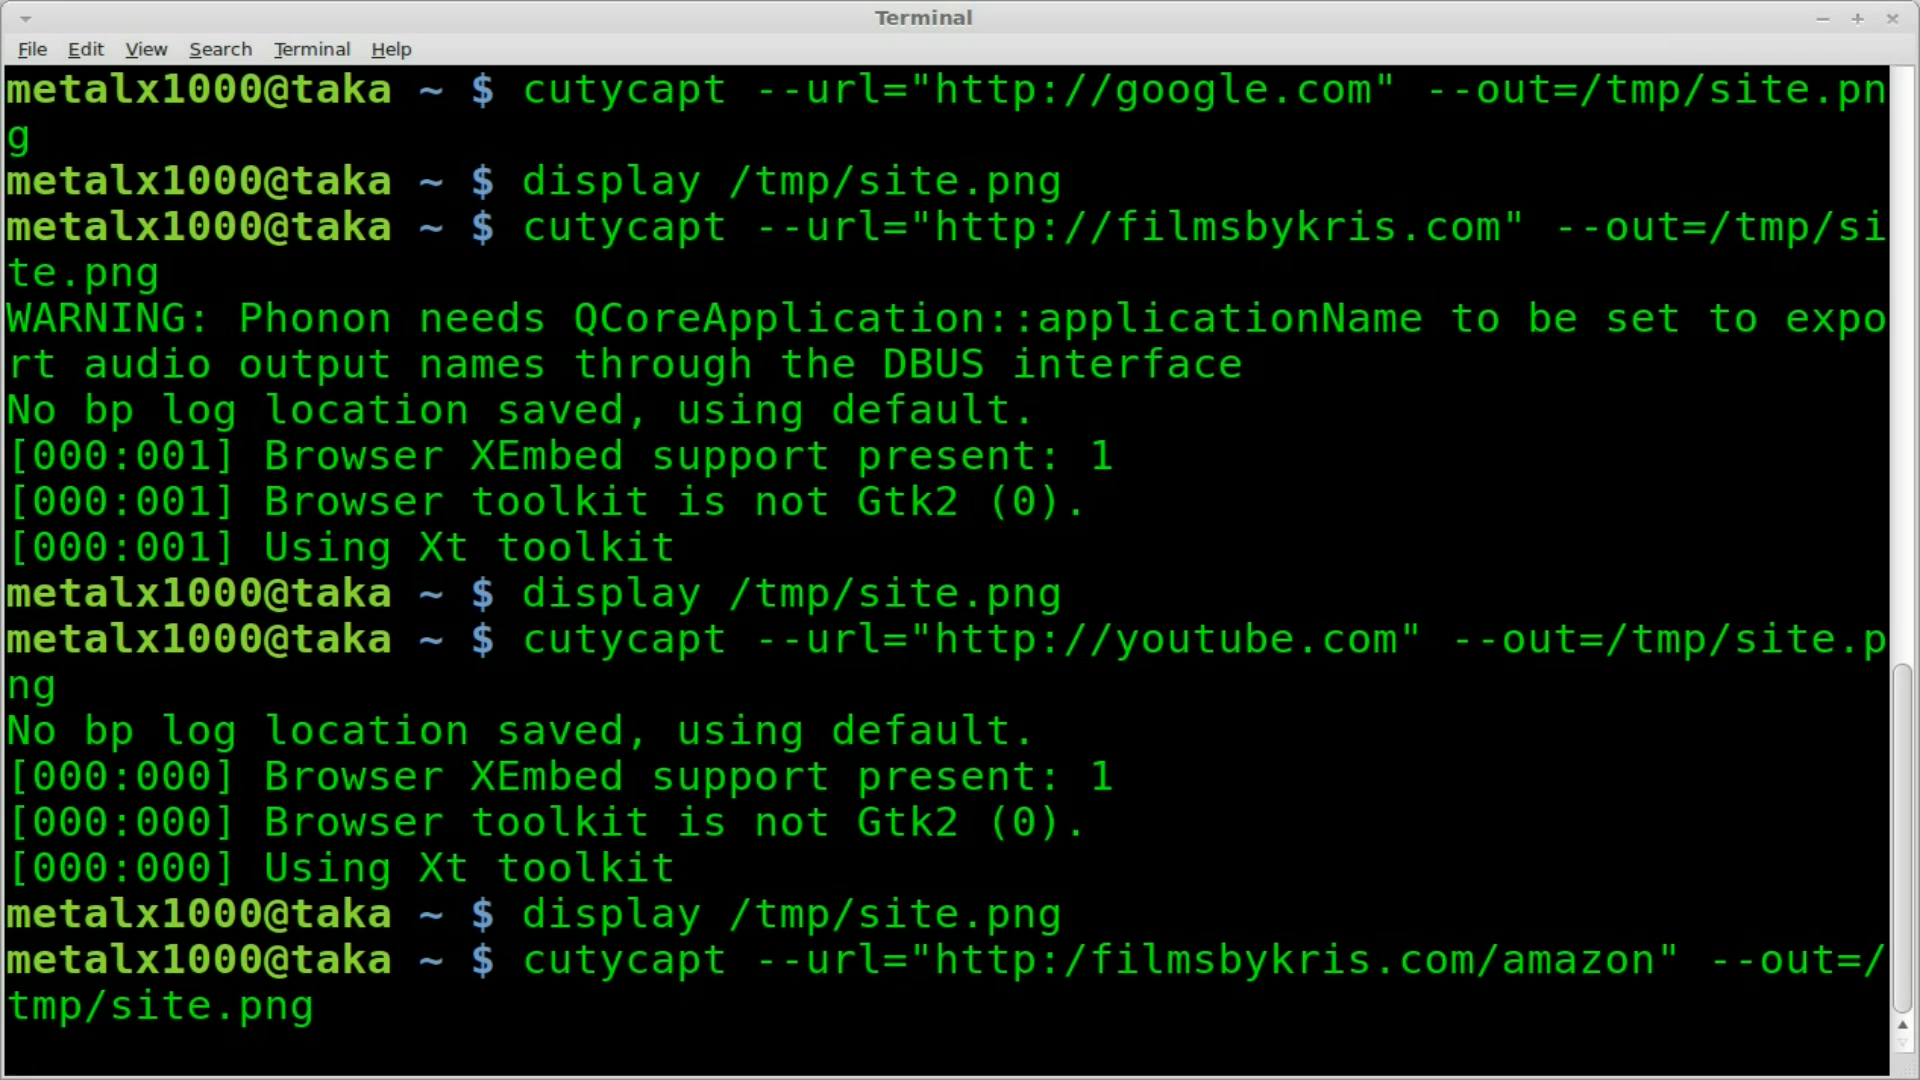 Terminal
File Edit View Search Terminal Help
metalx1000@taka ~ $ cutycapt --url="http://google.com" --out=/tmp/site.pn
g
metalx1000@taka ~ $ display /tmp/site.png
metalx1000@taka ~ $ cutycapt --url="http://filmsbykris.com" --out=/tmp/si
te.png
WARNING: Phonon needs QCoreApplication::applicationName to be set to expo
rt audio output names through the DBUS interface
No bp log location saved, using default.
[000:001] Browser XEmbed support present: 1
[000:001] Browser toolkit is not Gtk2 (0).
[000:001] Using Xt toolkit
metalx1000@taka ~ $ display /tmp/site.png
metalx1000@taka ~ $ cutycapt --url="http://youtube.com" --out=/tmp/site.p
ng
No bp log location saved, using default.
[000:000] Browser XEmbed support present: 1
[000:000] Browser toolkit is not Gtk2 (0).
[000:000] Using Xt toolkit
metalx1000@taka ~ $ display /tmp/site.png
metalx1000@taka ~ $ cutycapt --url="http:/filmsbykris.com/amazon" --out=/
tmp/site.png